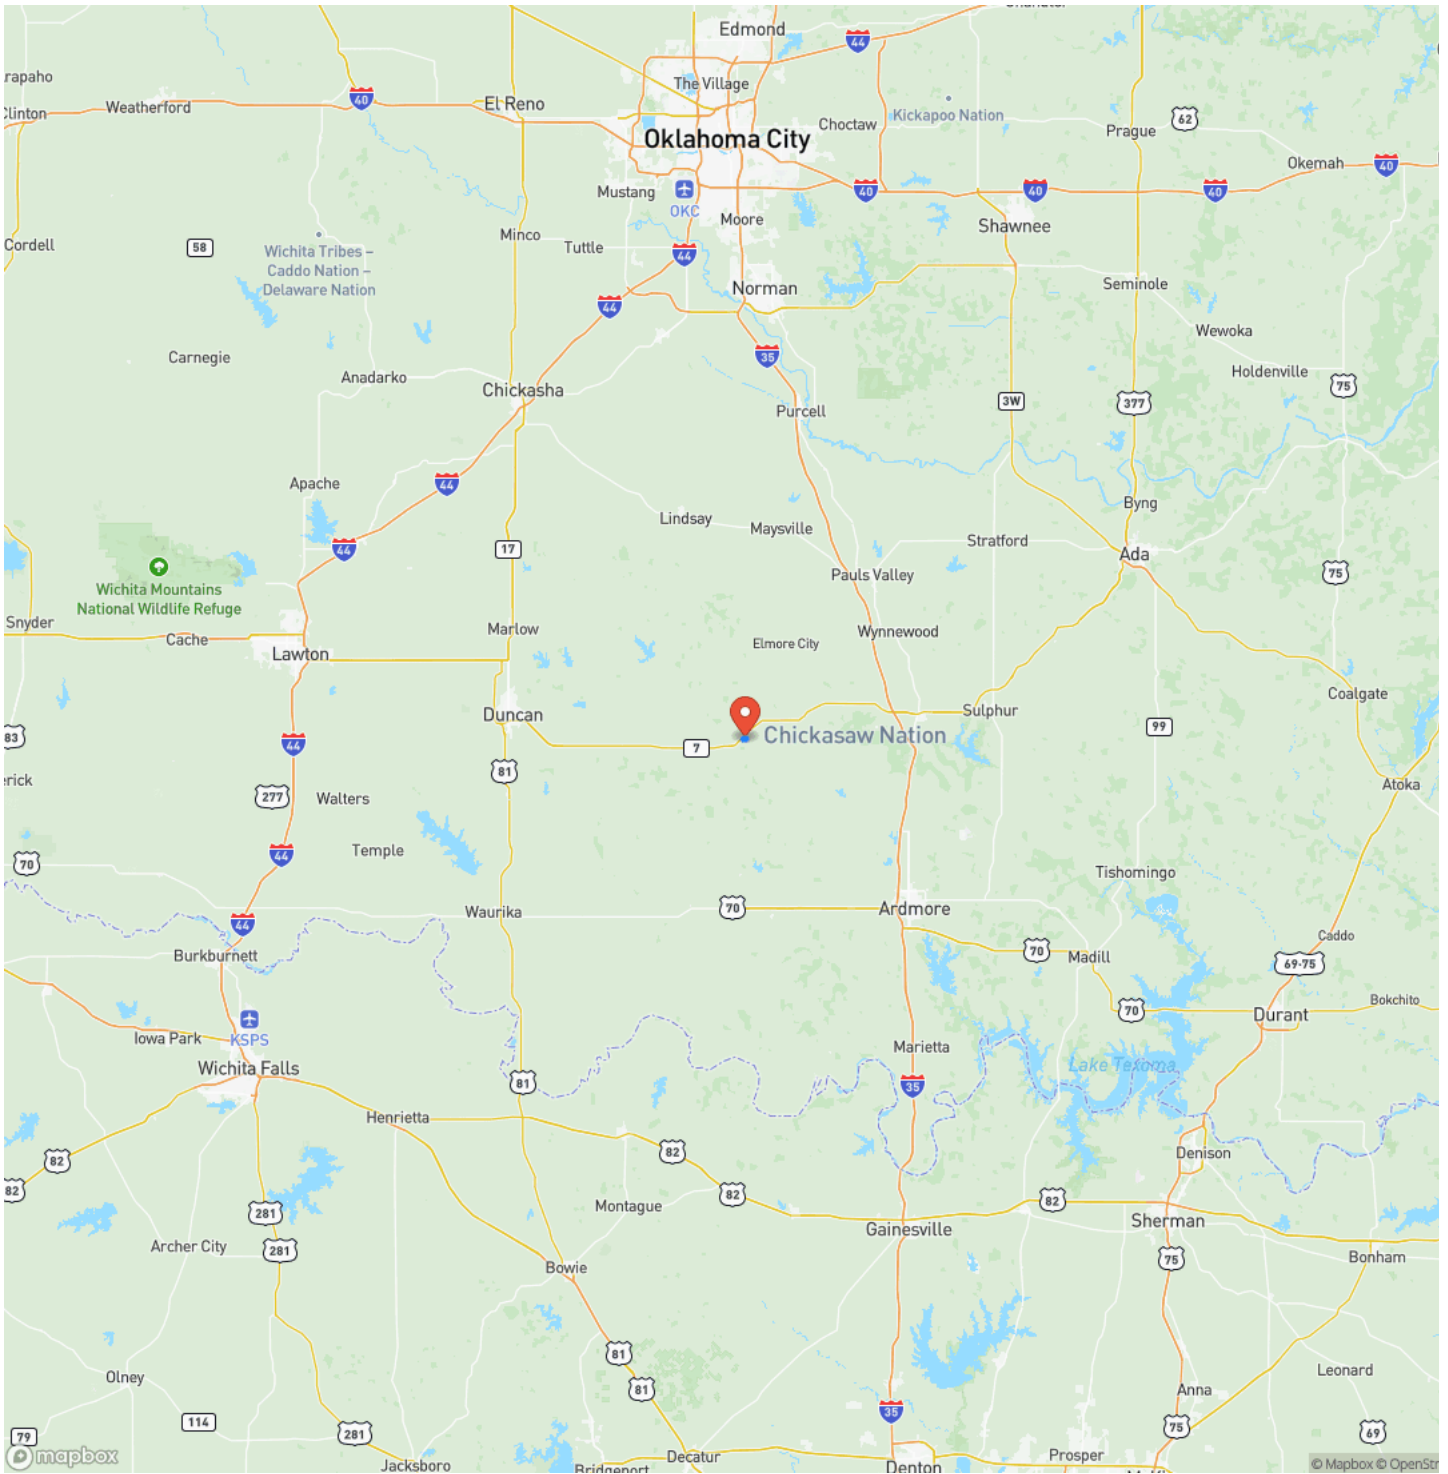 Edmond
44
rapaho
The Village
Clinton
Weatherford
40
El Reno
Choctaw
Kickapoo Nation
62
Prague
Oklahoma City
Okemah
40
Mustang
OKC
40
40
40
Moore
Shawnee
Minco
Tuttle
44
Cordell
58
Wichita Tribes –
Caddo Nation –
Delaware Nation
Norman
Seminole
44
Wewoka
35
Carnegie
Anadarko
Holdenville
75
Chickasha
Purcell
3W
377
Apache
44
Byng
Lindsay
Maysville
44
17
Stratford
Ada
Pauls Valley
75
Wichita Mountains
National Wildlife Refuge
Snyder
Cache
Marlow
Wynnewood
Elmore City
Lawton
Coalgate
Duncan
Sulphur
83
44
7
Chickasaw Nation
99
81
erick
277
Walters
Atoka
70
44
Temple
Tishomingo
44
Waurika
70
Ardmore
Caddo
Burkburnett
70
Madill
69-75
Bokchito
70
Durant
KSPS
Iowa Park
Marietta
Lake Texoma
Wichita Falls
81
35
Henrietta
82
82
Denison
82
82
82
281
Montague
Sherman
Gainesville
Archer City
281
75
Bonham
Bowie
81
Olney
81
Leonard
Anna
114
35
75
79
281
69
mapbox
Decatur
Prosper
Jacksboro
Bridgeport
Denton
© Mapbox © OpenStr